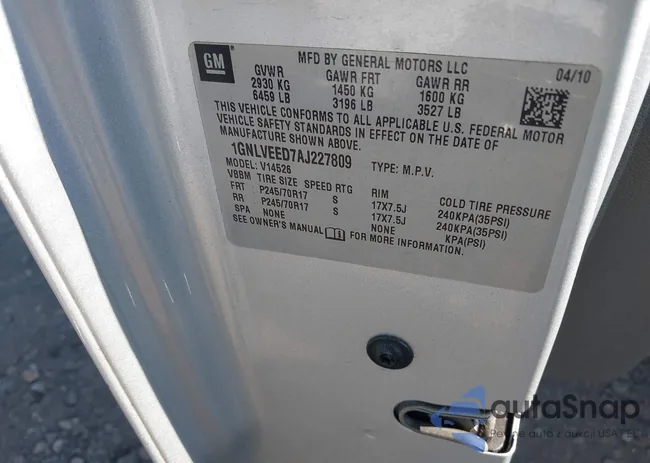 GM
MFD BY GENERAL MOTORS LLC
04/10
GVWR GAWR FRT GAWR RR
2930 KG 1450 KG 1600 KG
6459 LB 3196 LB 3527 LB
THIS VEHICLE CONFORMS TO ALL APPLICABLE U.S. FEDERAL MOTOR
VEHICLE SAFETY STANDARDS IN EFFECT ON THE DATE OF
MANUFACTURE SHOWN ABOVE.
1GNLVEED7AJ227809 TYPE: M.P.V.
MODEL: V14526
VBBM TIRE SIZE SPEED RTG RIM COLD TIRE PRESSURE
FRT P245/70R17 S 17X7.5J 240KPA(35PSI)
RR P245/70R17 S 17X7.5J 240KPA(35PSI)
SPA NONE NONE KPA(PSI)
SEE OWNER'S MANUAL FOR MORE INFORMATION.
autaSnap
auto z aukcji USA